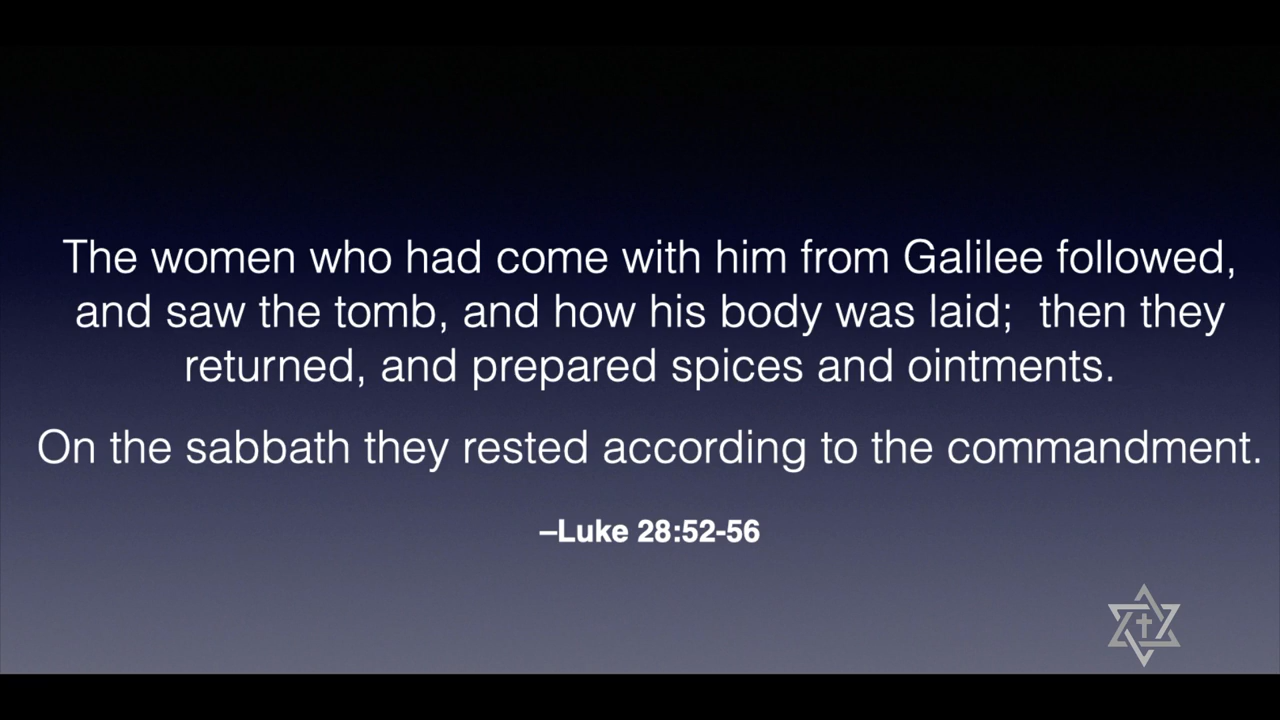 The women who had come with him from Galilee followed,
and saw the tomb, and how his body was laid;  then they
returned, and prepared spices and ointments.
On the sabbath they rested according to the commandment.
–Luke 28:52-56